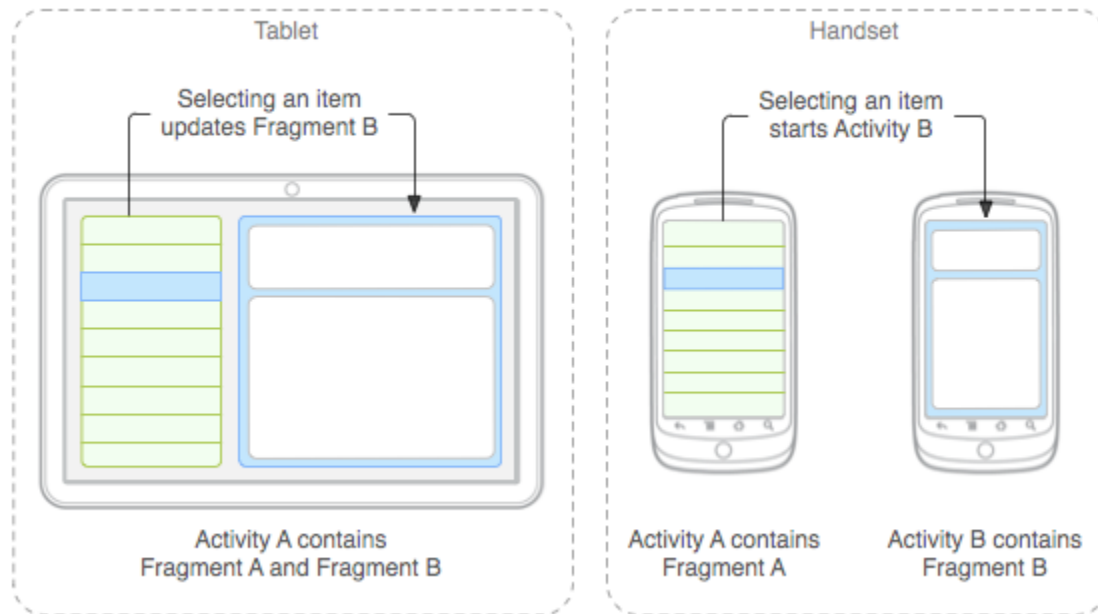 Tablet
Selecting an item
updates Fragment B
Activity A contains
Fragment A and Fragment B
Handset
Selecting an item
starts Activity B
Activity A contains
Fragment A
Activity B contains
Fragment B